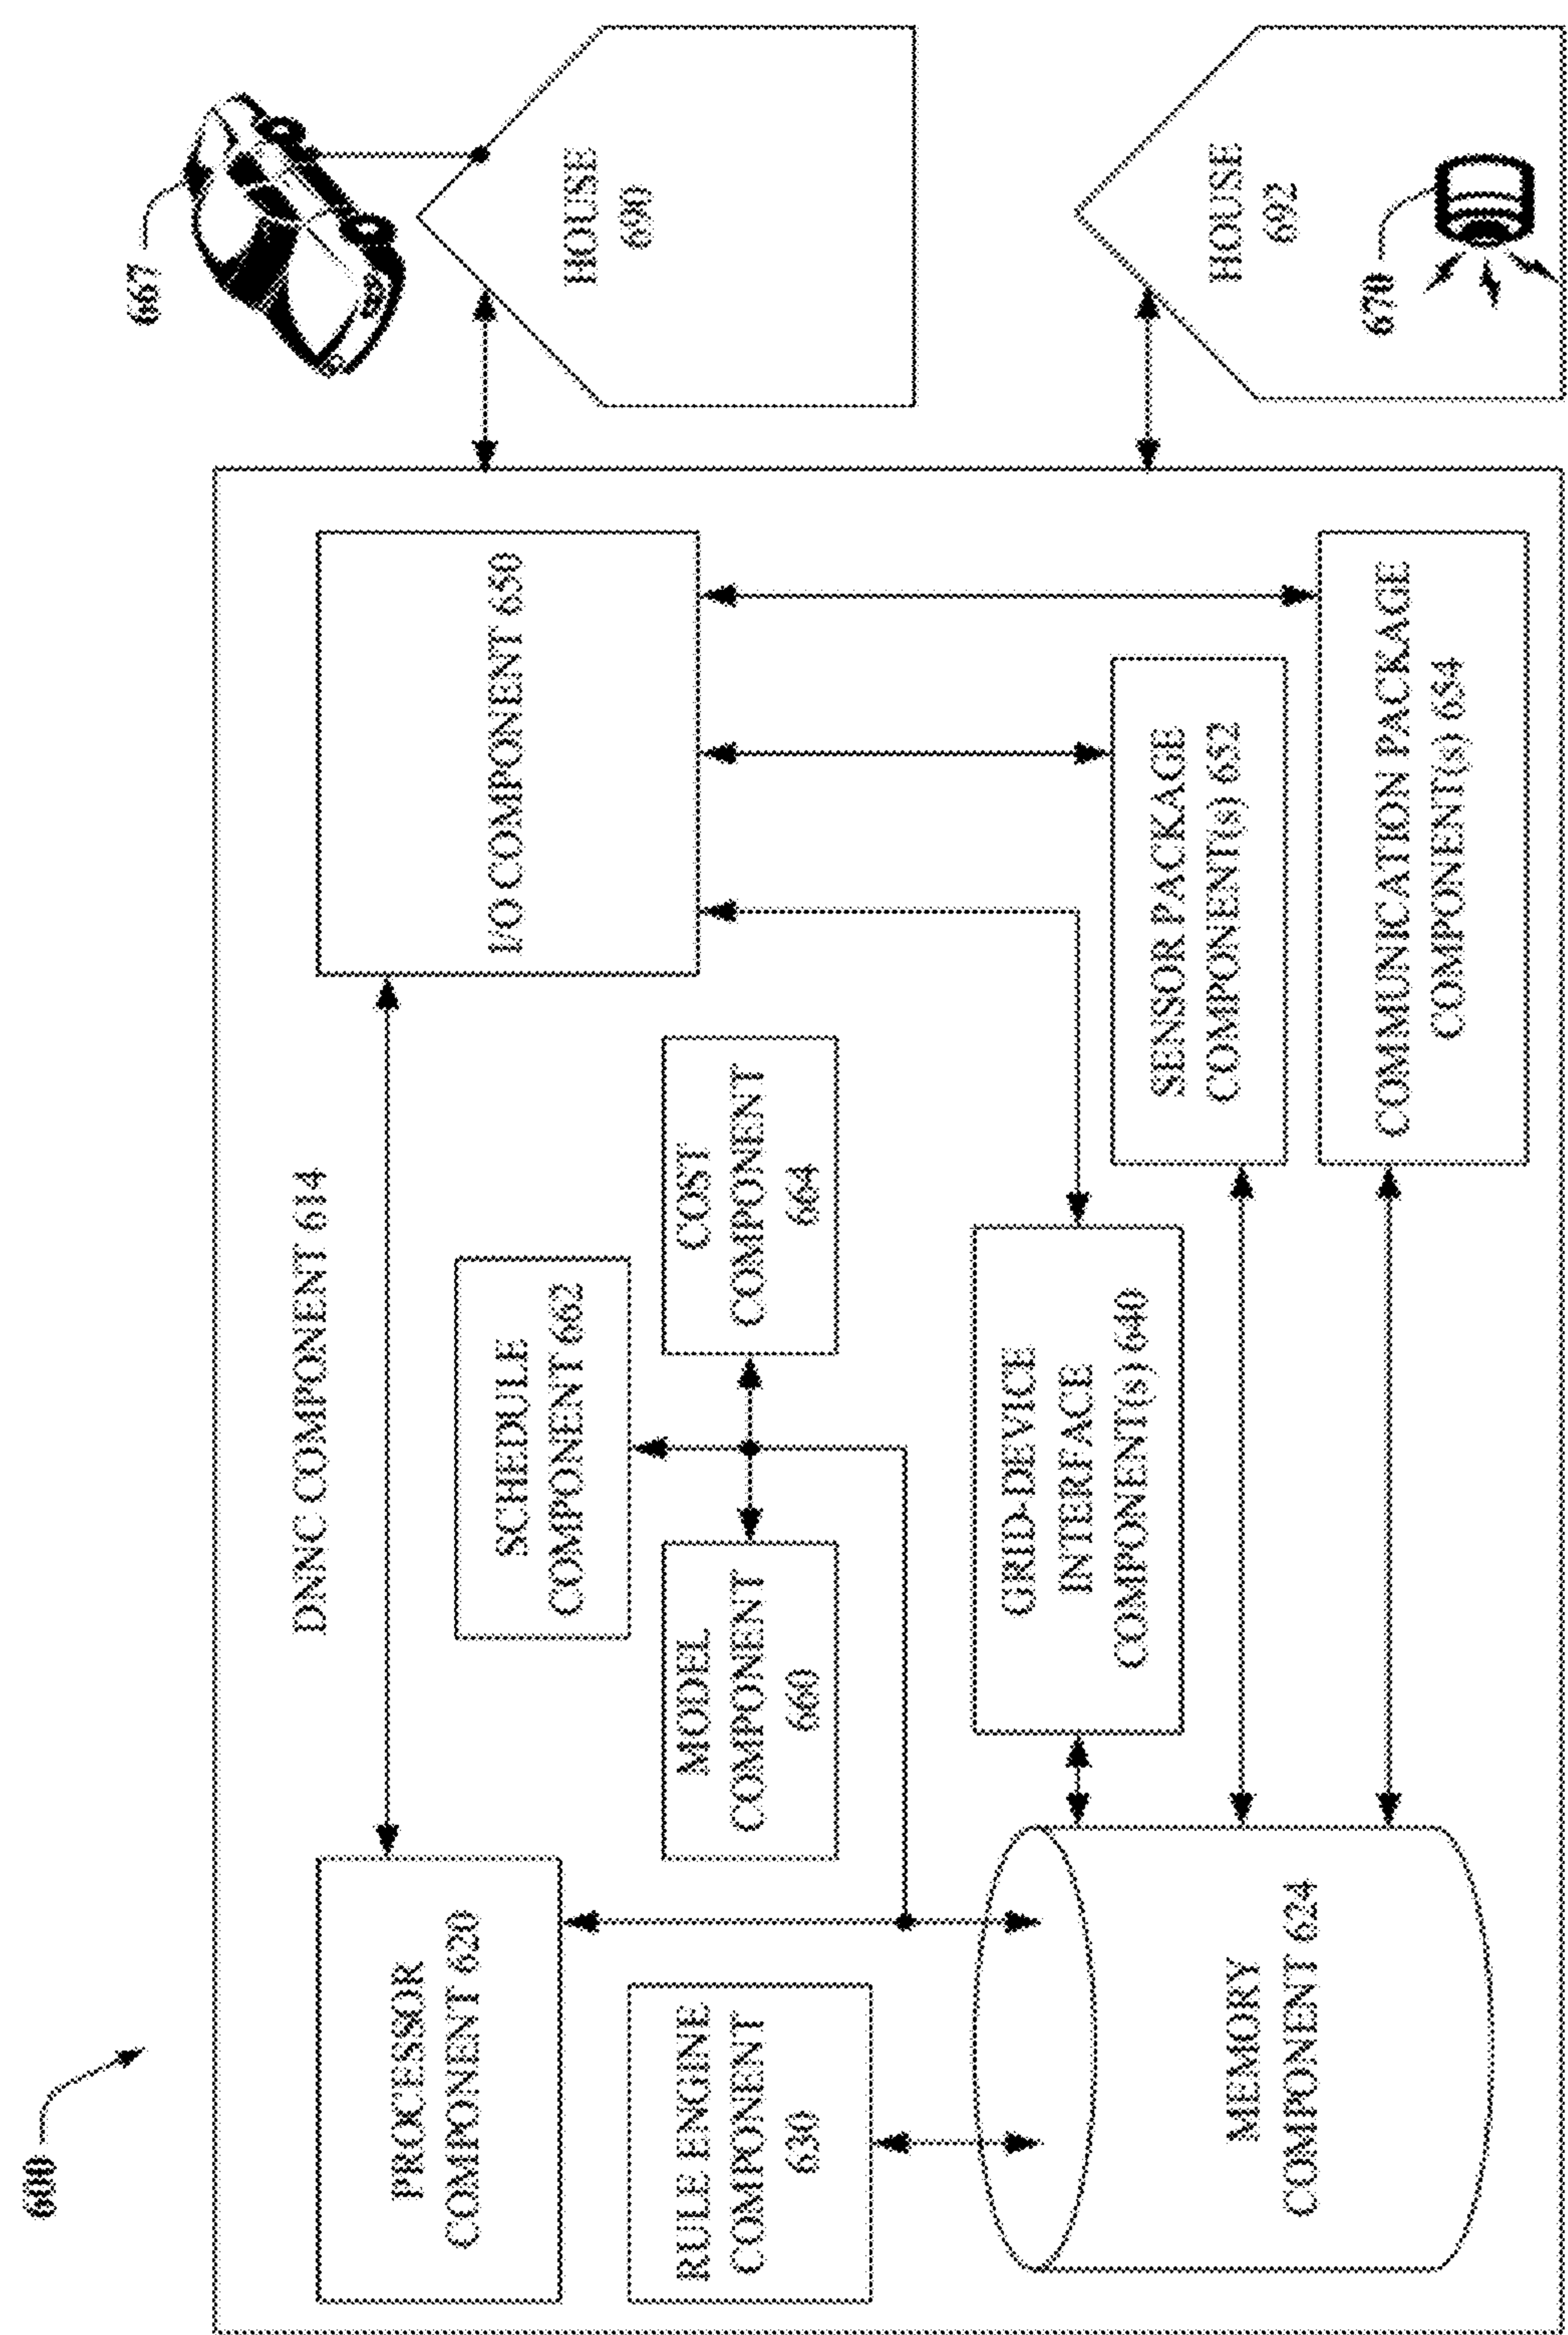 600
DNNC COMPONENT 614
PROCESSOR
COMPONENT 620
I/O COMPONENT 650
SCHEDULE
COMPONENT 662
RULE ENGINE
COMPONENT
630
MODEL
COMPONENT
660
COST
COMPONENT
664
GRID-DEVICE
INTERFACE
COMPONENT(s) 640
SENSOR PACKAGE
COMPONENT(s) 652
MEMORY
COMPONENT 624
COMMUNICATION PACKAGE
COMPONENT(s) 654
667
HOUSE
690
HOUSE
692
670